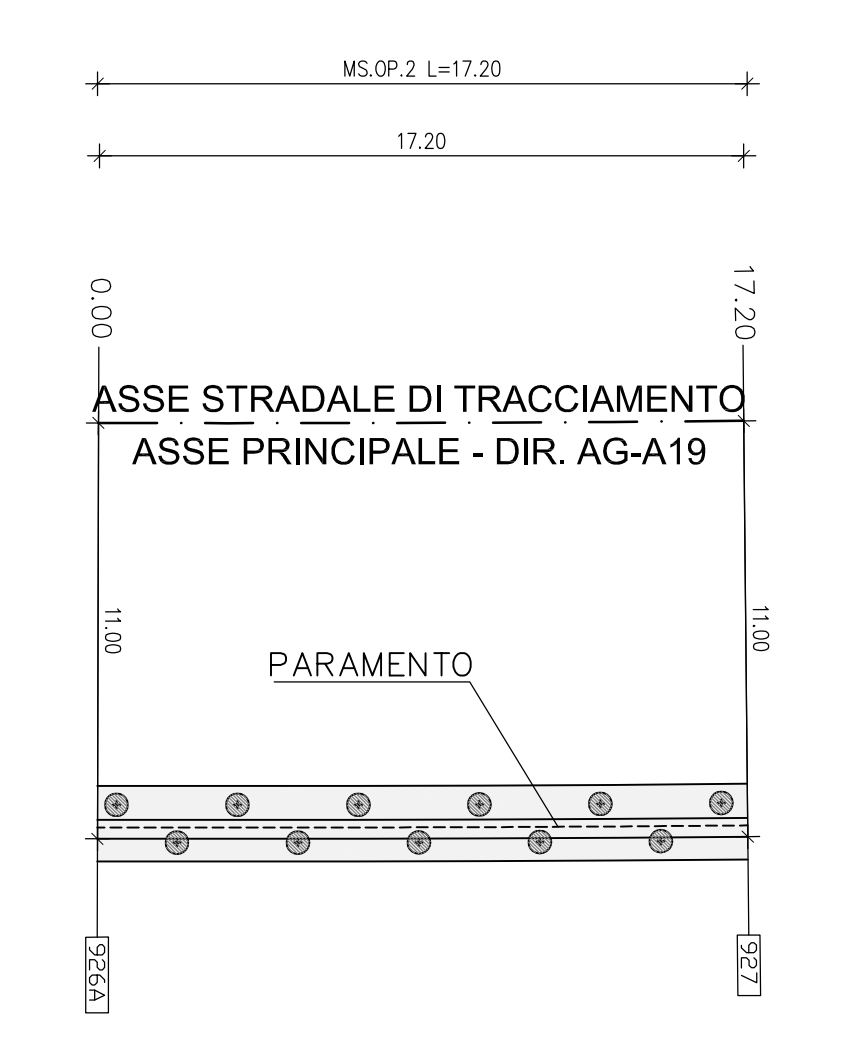 MS.OP.2 L=17.20
17.20
0.00
17.20
ASSE STRADALE DI TRACCIAMENTO
ASSE PRINCIPALE - DIR. AG-A19
11.00
11.00
PARAMENTO
926A
927